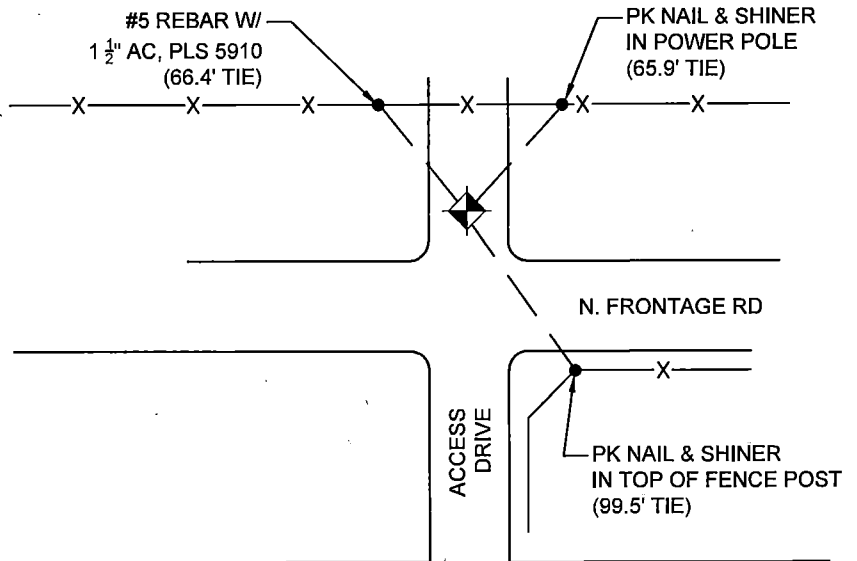 #5 REBAR W/
1 1/2" AC, PLS 5910
(66.4' TIE)
PK NAIL & SHINER
IN POWER POLE
(65.9' TIE)
X X X X X X
N. FRONTAGE RD
X
ACCESS
DRIVE
PK NAIL & SHINER
IN TOP OF FENCE POST
(99.5' TIE)